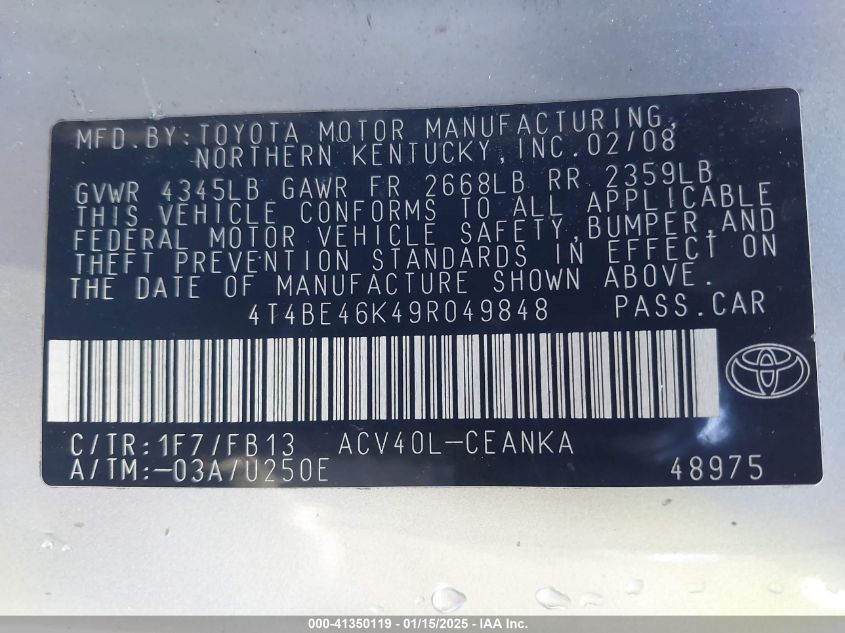 MFD.BY:TOYOTA MOTOR MANUFACTURING,
NORTHERN KENTUCKY,INC.02/08
GVWR 4345LB GAWR FR 2668LB RR 2359LB
THIS VEHICLE CONFORMS TO ALL APPLICABLE
FEDERAL MOTOR VEHICLE SAFETY,BUMPER,AND
THEFT PREVENTION STANDARDS IN EFFECT ON
THE DATE OF MANUFACTURE SHOWN ABOVE.
4T4BE46K49R049848 PASS.CAR
C/TR:1F7/FB13 ACV40L-CEANKA
A/TM:-03A/U250E 48975
000-41350119 - 01/15/2025 - IAAI.com